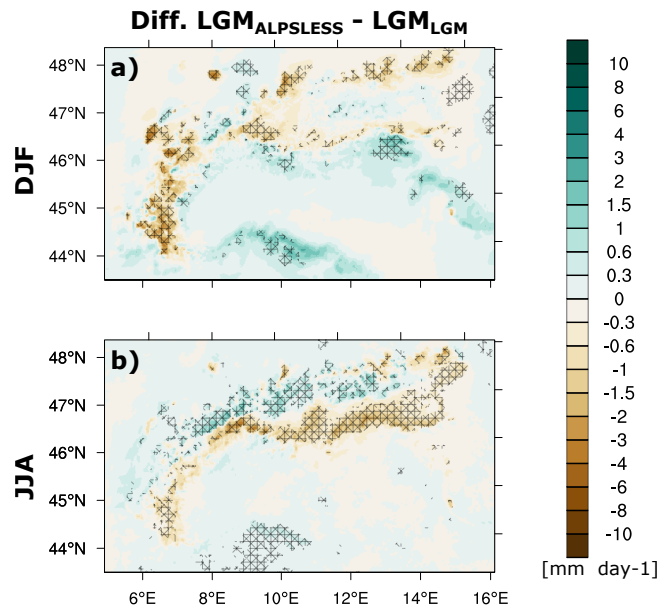 Diff. LGM_ALPSLESS - LGM_LGM
a)
48°N
47°N
46°N
45°N
44°N
DJF
b)
48°N
47°N
46°N
45°N
44°N
JJA
6°E 8°E 10°E 12°E 14°E 16°E
10
8
6
4
3
2
1.5
1
0.6
0.3
0
-0.3
-0.6
-1
-1.5
-2
-3
-4
-6
-8
-10
[mm day-1]